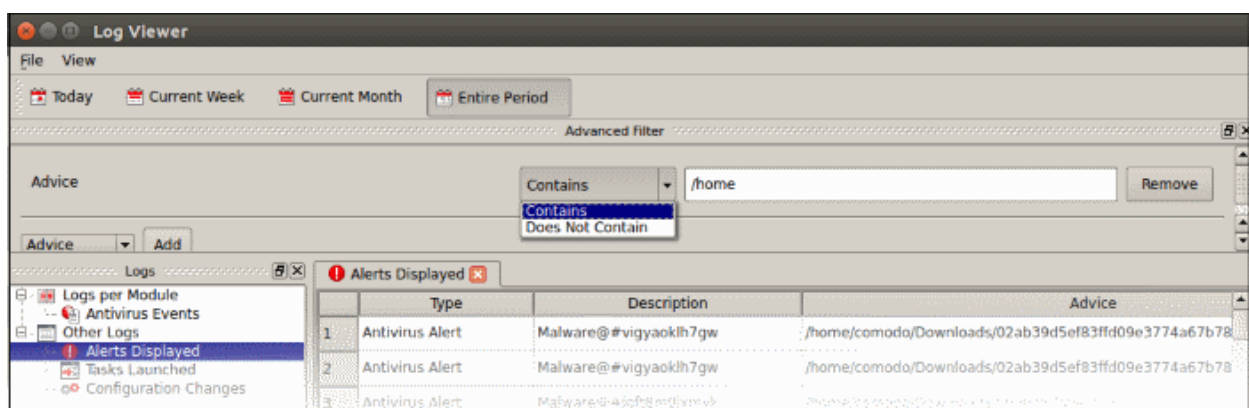 Log Viewer
File View
Today Current Week Current Month Entire Period
Advanced Filter
Advice Contains /home Remove
Contains
Does Not Contain
Advice Add
Logs
Logs per Module
Antivirus Events
Other Logs
Alerts Displayed
Tasks Launched
Configuration Changes
Alerts Displayed
Type Description Advice
1 Antivirus Alert Malware@#vigyaoklh7gw /home/comodo/Downloads/02ab39d5ef83ffd09e3774a67b78
2 Antivirus Alert Malware@#vigyaoklh7gw /home/comodo/Downloads/02ab39d5ef83ffd09e3774a67b78
3 Antivirus Alert